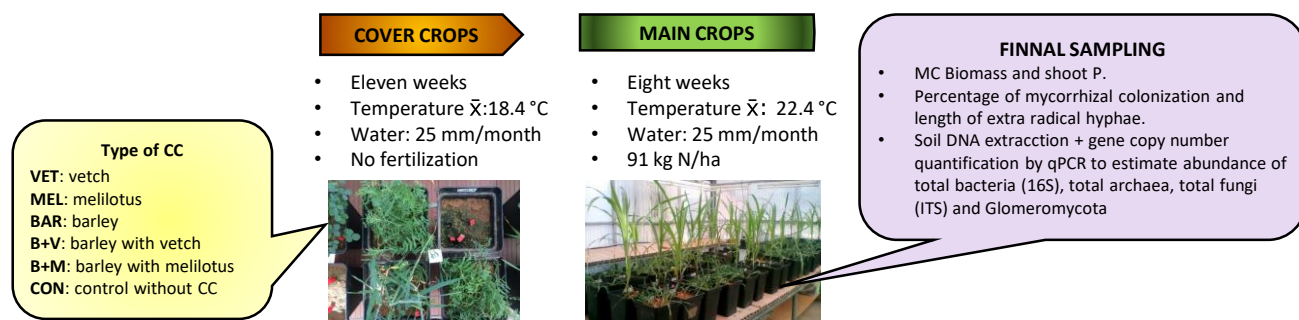 COVER CROPS
• Eleven weeks
• Temperature x̄:18.4 °C
• Water: 25 mm/month
• No fertilization
MAIN CROPS
• Eight weeks
• Temperature x̄: 22.4 °C
• Water: 25 mm/month
• 91 kg N/ha
FINNAL SAMPLING
• MC Biomass and shoot P.
• Percentage of mycorrhizal colonization and
length of extra radical hyphae.
• Soil DNA extracction + gene copy number
quantification by qPCR to estimate abundance of
total bacteria (16S), total archaea, total fungi
(ITS) and Glomeromycota
Type of CC
VET: vetch
MEL: melilotus
BAR: barley
B+V: barley with vetch
B+M: barley with melilotus
CON: control without CC